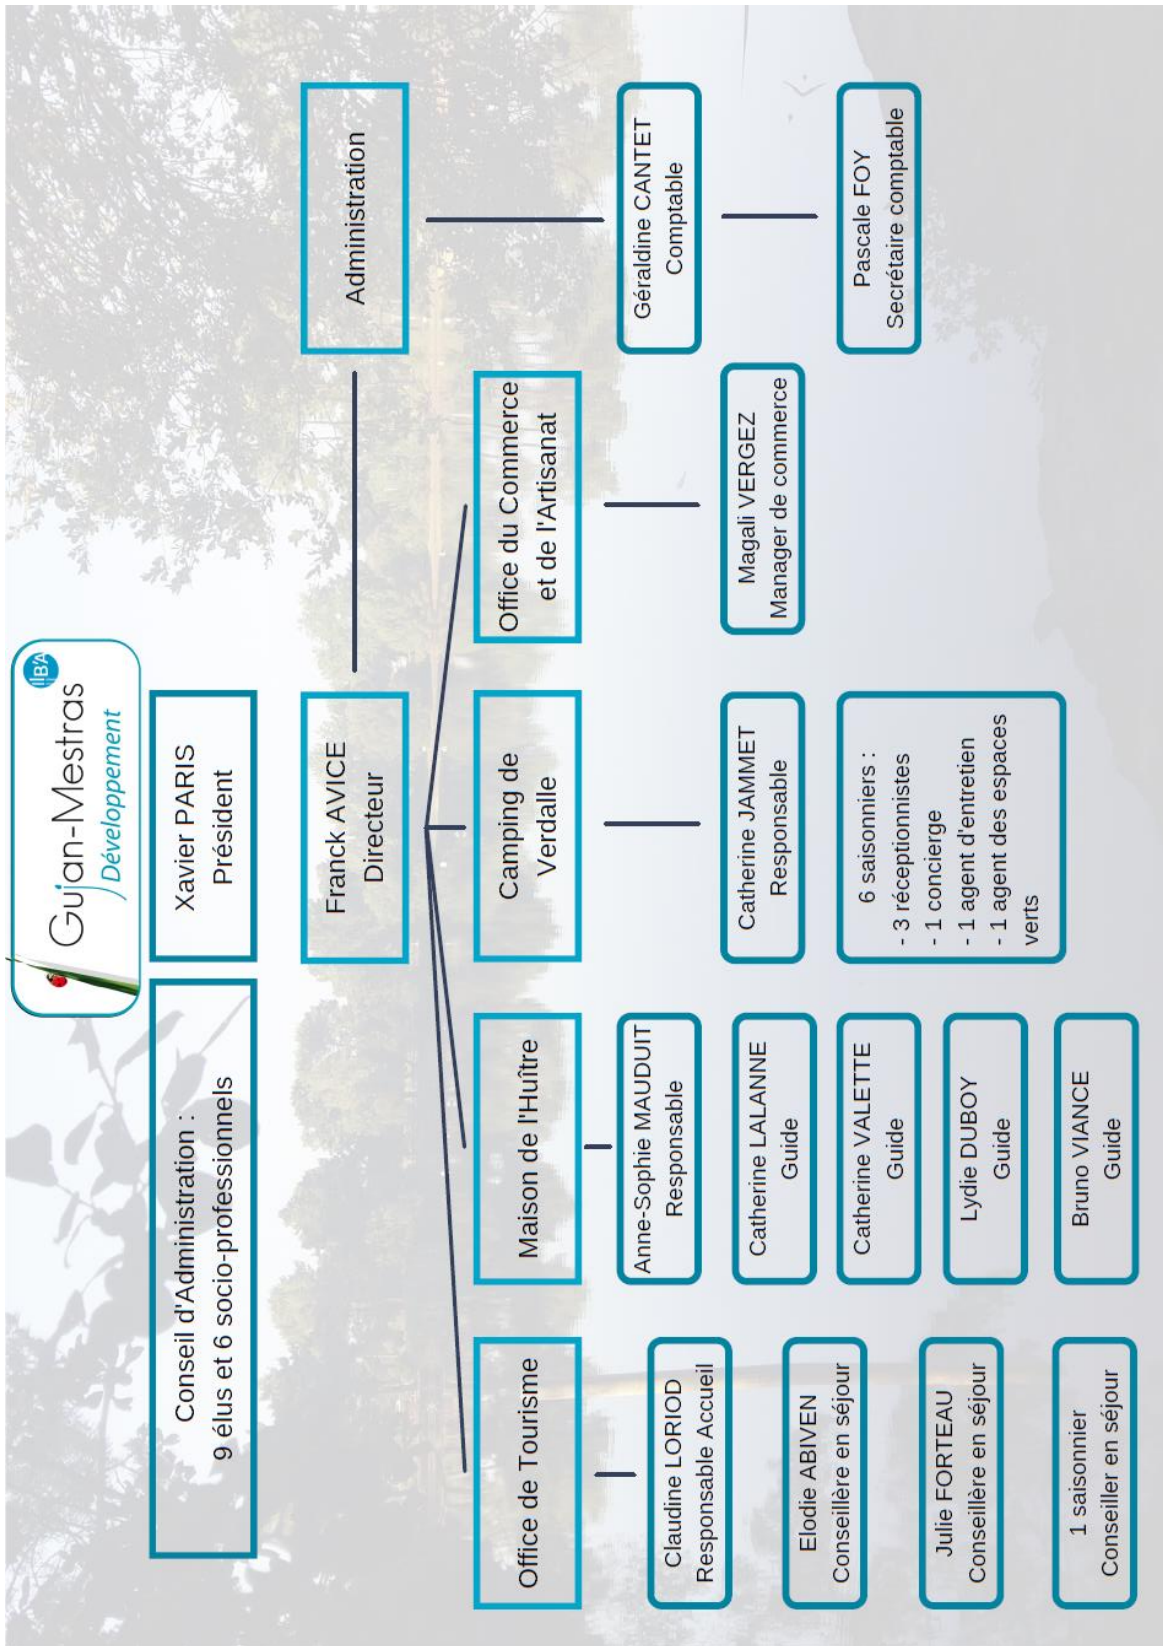 Gujan-Mestras
Développement
B'A
Conseil d'Administration :
9 élus et 6 socio-professionnels
Xavier PARIS
Président
Franck AVICE
Directeur
Administration
Office de Tourisme
Maison de l'Huître
Camping de
Verdalle
Office du Commerce
et de l'Artisanat
Claudine LORIOD
Responsable Accueil
Elodie ABIVEN
Conseillère en séjour
Julie FORTEAU
Conseillère en séjour
1 saisonnier
Conseiller en séjour
Anne-Sophie MAUDUIT
Responsable
Catherine LALANNE
Guide
Catherine VALETTE
Guide
Lydie DUBOY
Guide
Bruno VIANCE
Guide
Catherine JAMMET
Responsable
6 saisonniers :
- 3 réceptionnistes
- 1 concierge
- 1 agent d'entretien
- 1 agent des espaces
verts
Magali VERGEZ
Manager de commerce
Géraldine CANTET
Comptable
Pascale FOY
Secrétaire comptable